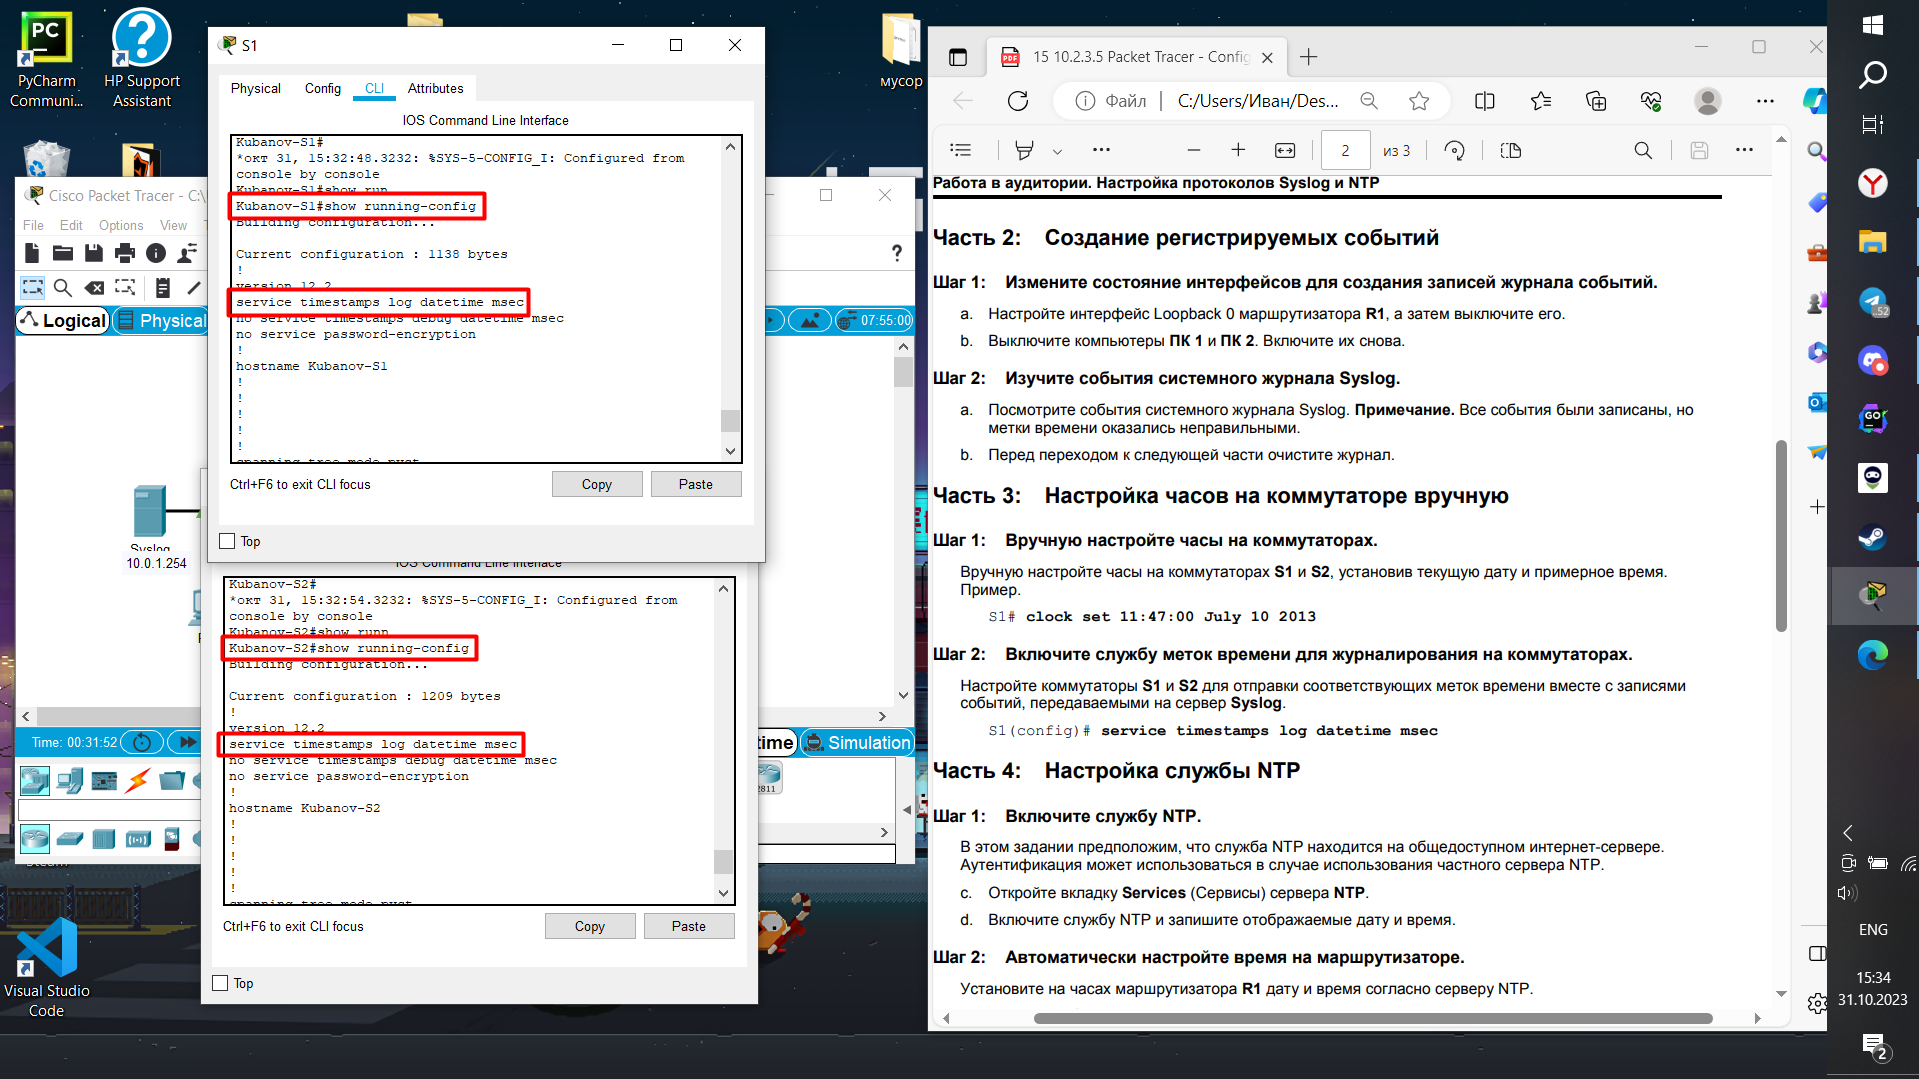 PyCharm
Communi...
HP Support
Assistant
мусор
S1
Physical
Config
CLI
Attributes
IOS Command Line Interface
Kubanov-S1#
*окт 31, 15:32:48.3232: %SYS-5-CONFIG_I: Configured from
console by console
Kubanov-S1#show run
Kubanov-S1#show running-config
Building configuration...
Current configuration : 1138 bytes
!
version 12.2
service timestamps log datetime msec
no service timestamps debug datetime msec
no service password-encryption
!
hostname Kubanov-S1
!
!
!
!
!
spanning-tree mode pvst
Ctrl+F6 to exit CLI focus
Copy
Paste
Top
Cisco Packet Tracer - C:\
File
Edit
Options
View
Logical
Physical
07:55:00
Syslog
10.0.1.254
Time: 00:31:52
time
Simulation
2811
IOS Command Line Interface
Kubanov-S2#
*окт 31, 15:32:54.3232: %SYS-5-CONFIG_I: Configured from
console by console
Kubanov-S2#show runn
Kubanov-S2#show running-config
Building configuration...
Current configuration : 1209 bytes
!
version 12.2
service timestamps log datetime msec
no service timestamps debug datetime msec
no service password-encryption
!
hostname Kubanov-S2
!
!
!
!
!
spanning-tree mode pvst
Ctrl+F6 to exit CLI focus
Copy
Paste
Top
Steam
Visual Studio
Code
15 10.2.3.5 Packet Tracer - Config
Файл
C:/Users/Иван/Des...
2
из 3
Работа в аудитории. Настройка протоколов Syslog и NTP
Часть 2: Создание регистрируемых событий
Шаг 1: Измените состояние интерфейсов для создания записей журнала событий.
a. Настройте интерфейс Loopback 0 маршрутизатора R1, а затем выключите его.
b. Выключите компьютеры ПК 1 и ПК 2. Включите их снова.
Шаг 2: Изучите события системного журнала Syslog.
a. Посмотрите события системного журнала Syslog. Примечание. Все события были записаны, но
метки времени оказались неправильными.
b. Перед переходом к следующей части очистите журнал.
Часть 3: Настройка часов на коммутаторе вручную
Шаг 1: Вручную настройте часы на коммутаторах.
Вручную настройте часы на коммутаторах S1 и S2, установив текущую дату и примерное время.
Пример.
S1# clock set 11:47:00 July 10 2013
Шаг 2: Включите службу меток времени для журналирования на коммутаторах.
Настройте коммутаторы S1 и S2 для отправки соответствующих меток времени вместе с записями
событий, передаваемыми на сервер Syslog.
S1(config)# service timestamps log datetime msec
Часть 4: Настройка службы NTP
Шаг 1: Включите службу NTP.
В этом задании предположим, что служба NTP находится на общедоступном интернет-сервере.
Аутентификация может использоваться в случае использования частного сервера NTP.
c. Откройте вкладку Services (Сервисы) сервера NTP.
d. Включите службу NTP и запишите отображаемые дату и время.
Шаг 2: Автоматически настройте время на маршрутизаторе.
Установите на часах маршрутизатора R1 дату и время согласно серверу NTP.
52
GO
ENG
15:34
31.10.2023
2